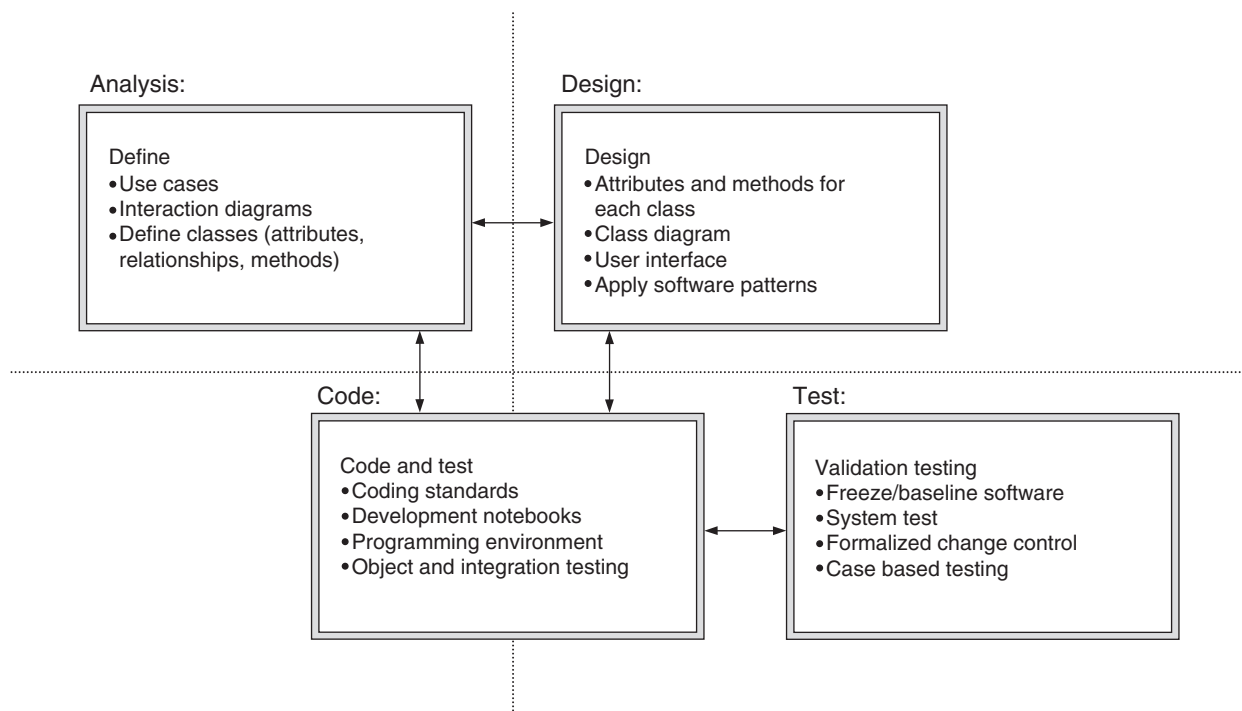 Analysis:
Define
•Use cases
•Interaction diagrams
•Define classes (attributes,
relationships, methods)
Design:
Design
•Attributes and methods for
each class
•Class diagram
•User interface
•Apply software patterns
Code:
Code and test
•Coding standards
•Development notebooks
•Programming environment
•Object and integration testing
Test:
Validation testing
•Freeze/baseline software
•System test
•Formalized change control
•Case based testing